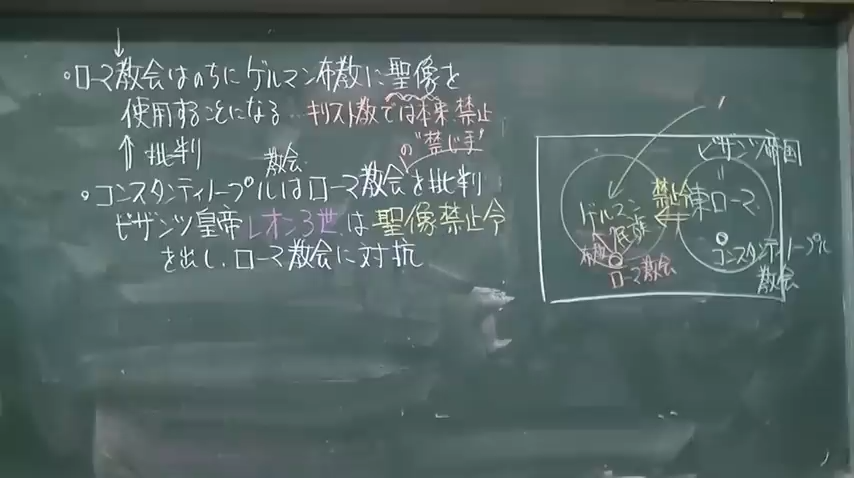 ・ローマ教会はのちにゲルマン布教に聖像を
使用することになる…キリスト教では本来、禁止
の“禁じ手”
↑批判
教会
・コンスタンティノープルはローマ教会を批判
ビザンツ皇帝レオン3世は聖像禁止令
を出し、ローマ教会に対抗
ビザンツ帝国
〃
東ローマ
禁止令
ゲルマン
民族
布教
ローマ教会
コンスタンティノープル
教会